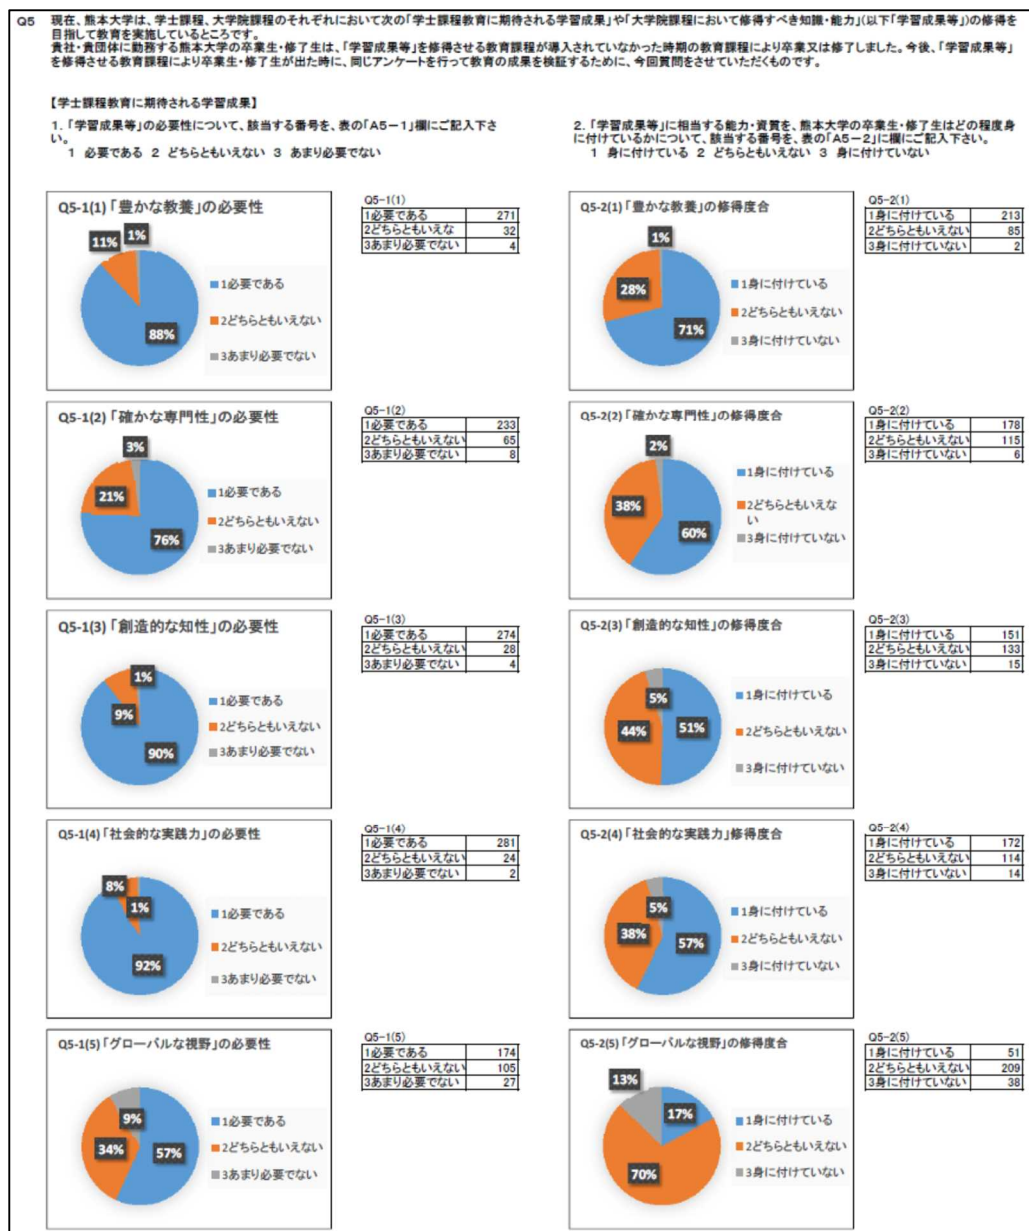 Q5 現在、熊本大学は、学士課程、大学院課程のそれぞれにおいて次の「学士課程教育に期待される学習成果」や「大学院課程において修得すべき知識・能力」(以下「学習成果等」)の修得を
目指して教育を実施しているところです。
貴社・貴団体に勤務する熊本大学の卒業生・修了生は、「学習成果等」を修得させる教育課程が導入されていなかった時期の教育課程により卒業又は修了しました。今後、「学習成果等」
を修得させる教育課程により卒業生・修了生が出た時に、同じアンケートを行って教育の成果を検証するために、今回質問をさせていただくものです。
【学士課程教育に期待される学習成果】
1.「学習成果等」の必要性について、該当する番号を、表の「A5-1」欄にご記入下さ
い。
1 必要である 2 どちらともいえない 3 あまり必要でない
2.「学習成果等」に相当する能力・資質を、熊本大学の卒業生・修了生はどの程度身
に付けているかについて、該当する番号を、表の「A5-2」に欄にご記入下さい。
1 身に付けている 2 どちらともいえない 3 身に付けていない
Q5-1(1)「豊かな教養」の必要性
11%
1%
88%
1必要である
2どちらともいえない
3あまり必要でない
Q5-1(1)
1必要である 271
2どちらともいえな 32
3あまり必要でない 4
Q5-2(1)「豊かな教養」の修得度合
1%
28%
71%
1身に付けている
2どちらともいえない
3身に付けていない
Q5-2(1)
1身に付けている 213
2どちらともいえない 85
3身に付けていない 2
Q5-1(2)「確かな専門性」の必要性
3%
21%
76%
1必要である
2どちらともいえない
3あまり必要でない
Q5-1(2)
1必要である 233
2どちらともいえない 65
3あまり必要でない 8
Q5-2(2)「確かな専門性」の修得度合
2%
38%
60%
1身に付けている
2どちらともいえな
い
3身に付けていない
Q5-2(2)
1身に付けている 178
2どちらともいえない 115
3身に付けていない 6
Q5-1(3)「創造的な知性」の必要性
1%
9%
90%
1必要である
2どちらともいえない
3あまり必要でない
Q5-1(3)
1必要である 274
2どちらともいえない 28
3あまり必要でない 4
Q5-2(3)「創造的な知性」の修得度合
5%
44%
51%
1身に付けている
2どちらともいえない
3身に付けていない
Q5-2(3)
1身に付けている 151
2どちらともいえない 133
3身に付けていない 15
Q5-1(4)「社会的な実践力」の必要性
8%
1%
92%
1必要である
2どちらともいえない
3あまり必要でない
Q5-1(4)
1必要である 281
2どちらともいえない 24
3あまり必要でない 2
Q5-2(4)「社会的な実践力」修得度合
5%
38%
57%
1身に付けている
2どちらともいえない
3身に付けていない
Q5-2(4)
1身に付けている 172
2どちらともいえない 114
3身に付けていない 14
Q5-1(5)「グローバルな視野」の必要性
9%
34%
57%
1必要である
2どちらともいえない
3あまり必要でない
Q5-1(5)
1必要である 174
2どちらともいえない 105
3あまり必要でない 27
Q5-2(5)「グローバルな視野」の修得度合
13%
17%
70%
1身に付けている
2どちらともいえない
3身に付けていない
Q5-2(5)
1身に付けている 51
2どちらともいえない 209
3身に付けていない 38